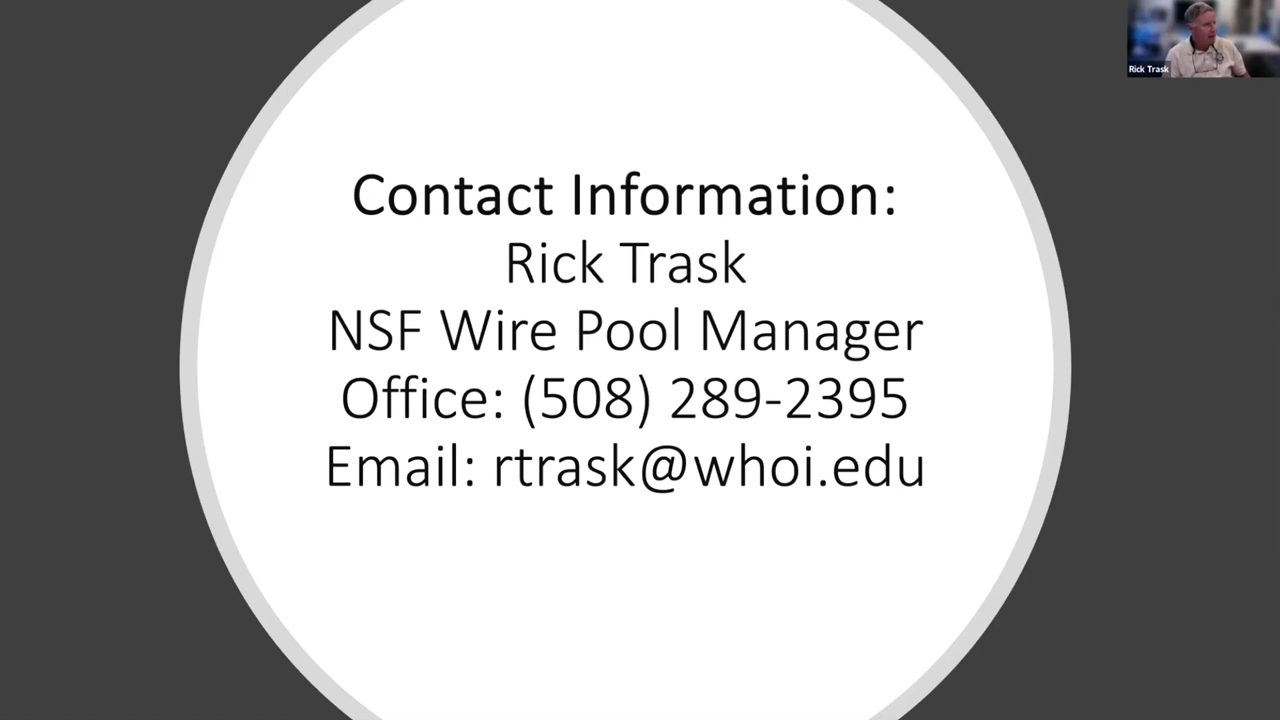 Rick Trask
Contact Information:
Rick Trask
NSF Wire Pool Manager
Office: (508) 289-2395
Email: rtrask@whoi.edu